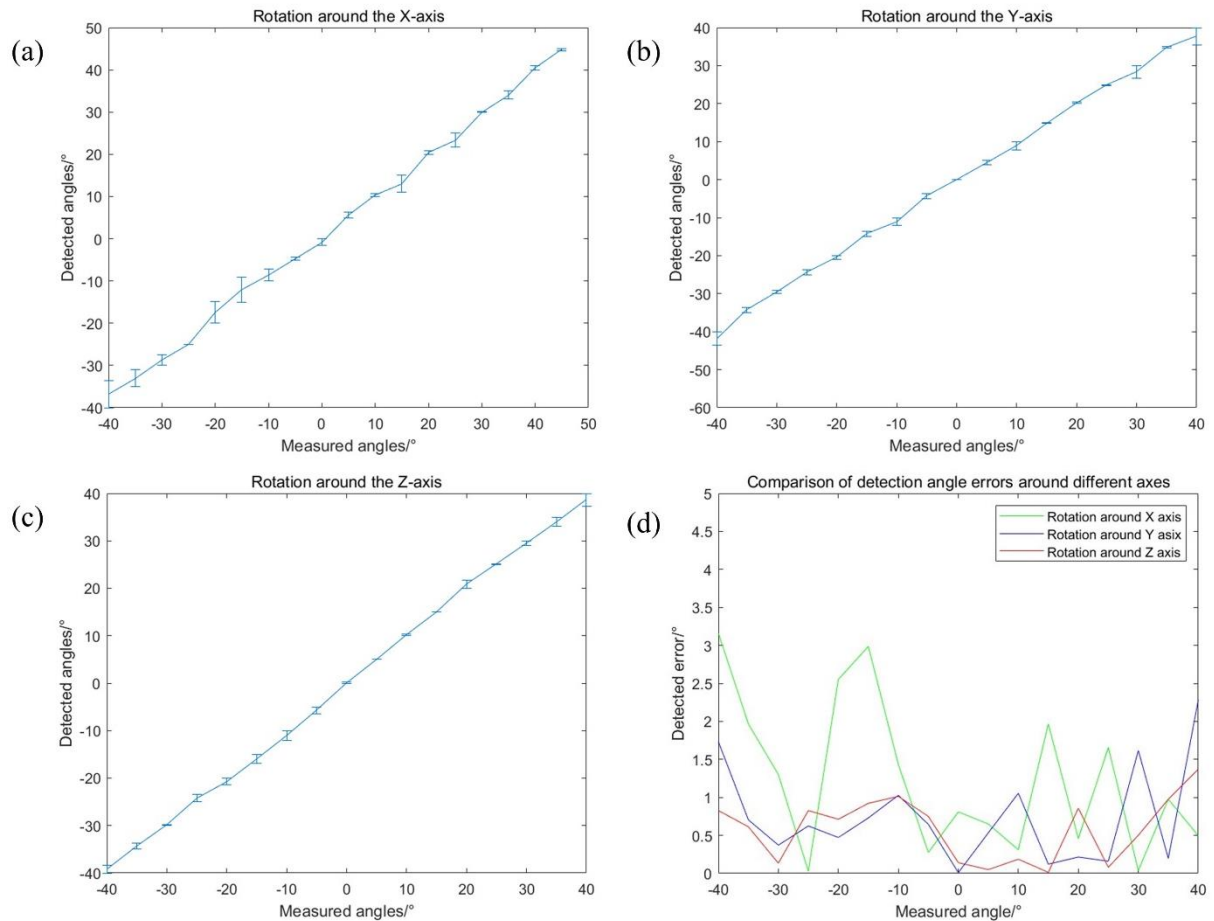 (a)
Rotation around the X-axis
50
40
30
20
10
0
-10
-20
-30
-40
Detected angles/°
-40 -30 -20 -10 0 10 20 30 40 50
Measured angles/°
(b)
Rotation around the Y-axis
40
30
20
10
0
-10
-20
-30
-40
-50
-60
Detected angles/°
-40 -30 -20 -10 0 10 20 30 40
Measured angles/°
(c)
Rotation around the Z-axis
40
30
20
10
0
-10
-20
-30
-40
Detected angles/°
-40 -30 -20 -10 0 10 20 30 40
Measured angles/°
(d)
Comparison of detection angle errors around different axes
5
4.5
4
3.5
3
2.5
2
1.5
1
0.5
0
Detected error/°
Rotation around X axis
Rotation around Y asix
Rotation around Z axis
-40 -30 -20 -10 0 10 20 30 40
Measured angle/°